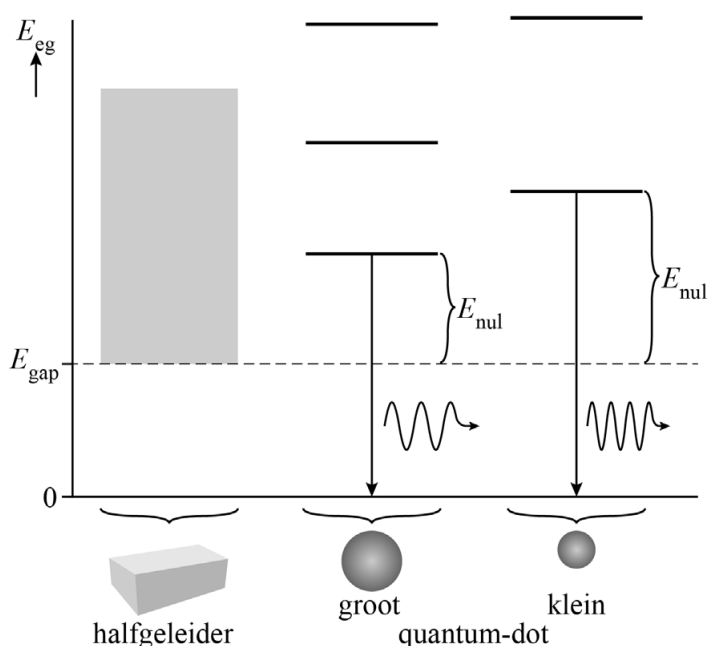 E_eg
E_nul
E_nul
E_gap
0
groot
klein
halfgeleider
quantum-dot